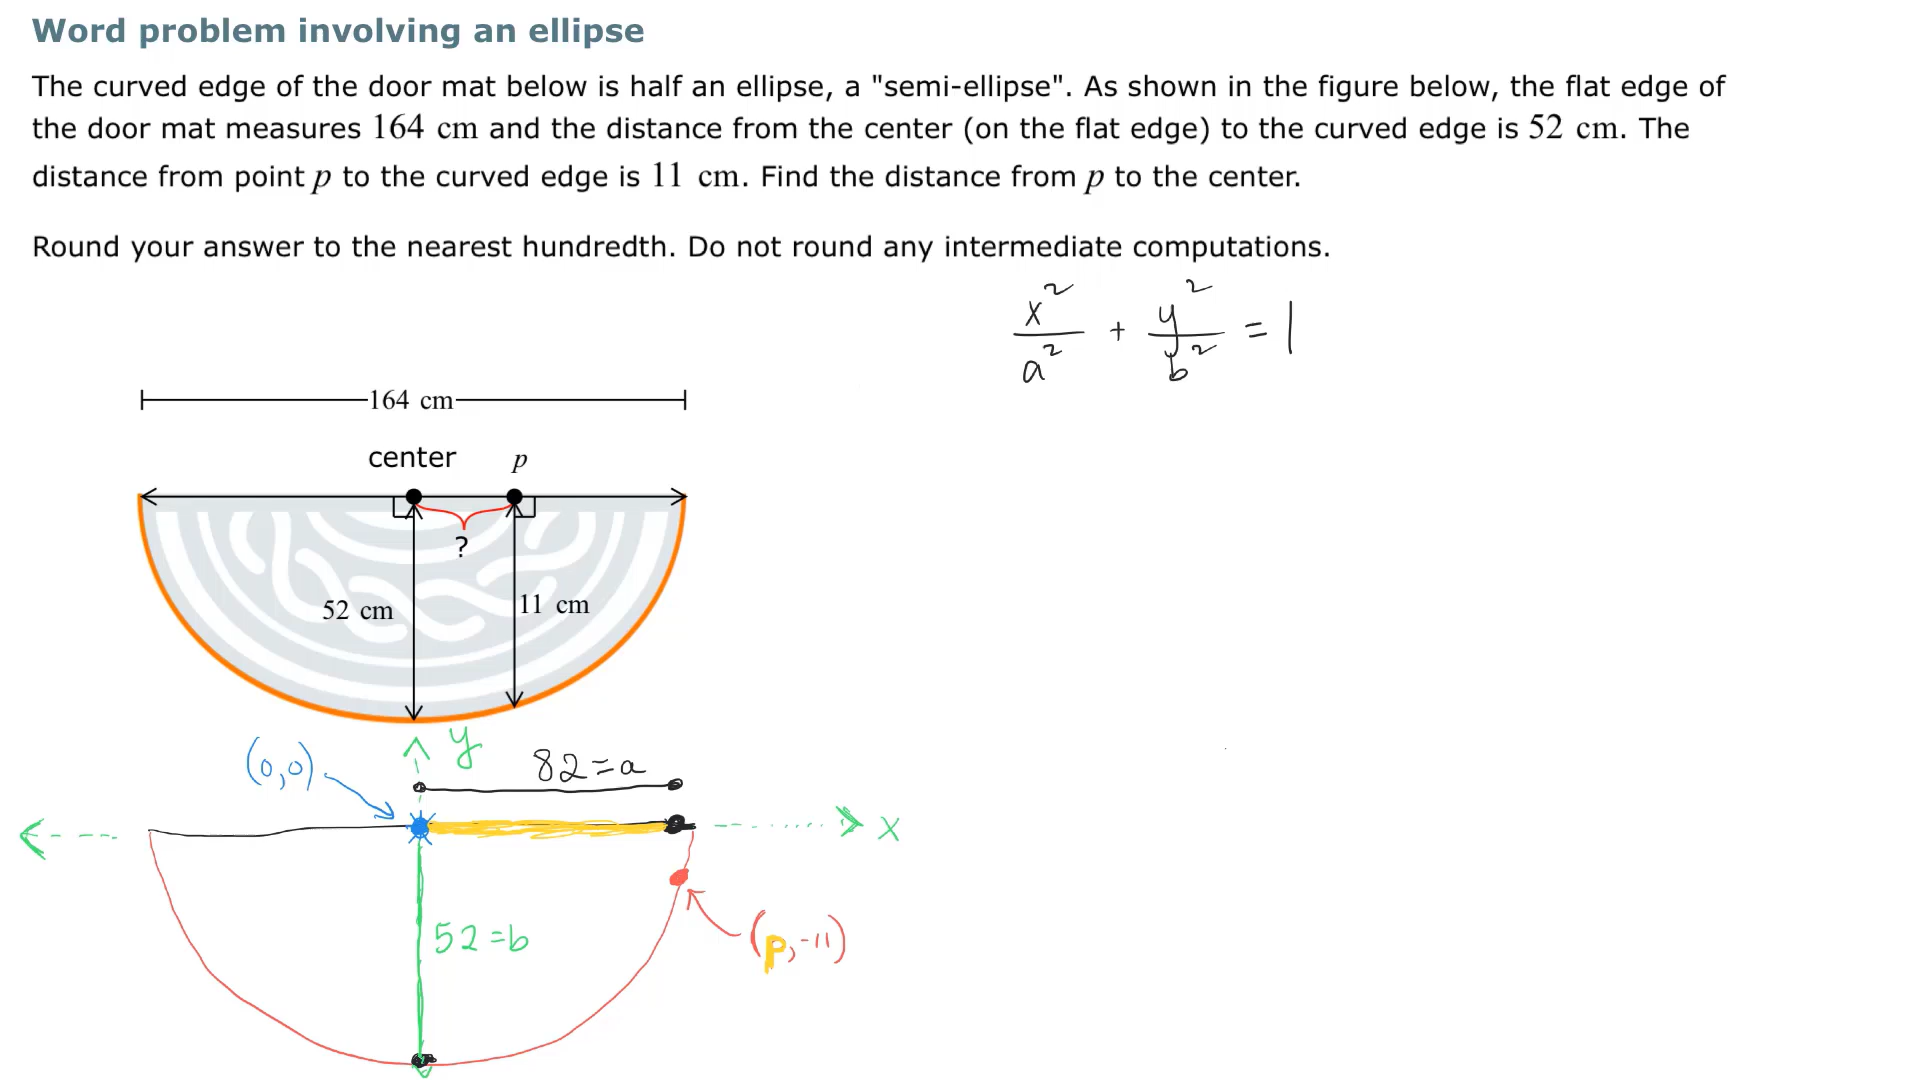 Word problem involving an ellipse
The curved edge of the door mat below is half an ellipse, a "semi-ellipse". As shown in the figure below, the flat edge of
the door mat measures 164 cm and the distance from the center (on the flat edge) to the curved edge is 52 cm. The
distance from point p to the curved edge is 11 cm. Find the distance from p to the center.
Round your answer to the nearest hundredth. Do not round any intermediate computations.
x²/a² + y²/b² = 1
164 cm
center p
?
52 cm 11 cm
y
(0,0) 82=a
x
52=b (p,-11)